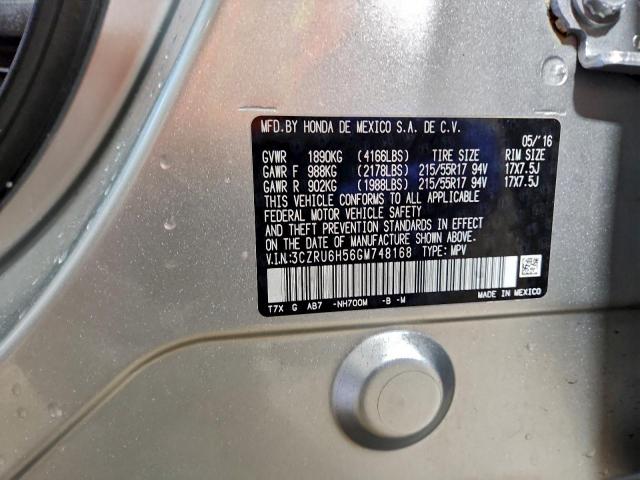 MFD.BY HONDA DE MEXICO S.A. DE C.V.
05/'16
GVWR 1890KG (4166LBS) TIRE SIZE RIM SIZE
GAWR F 988KG (2178LBS) 215/55R17 94V 17X7.5J
GAWR R 902KG (1988LBS) 215/55R17 94V 17X7.5J
THIS VEHICLE CONFORMS TO ALL APPLICABLE
FEDERAL MOTOR VEHICLE SAFETY
AND THEFT PREVENTION STANDARDS IN EFFECT
ON THE DATE OF MANUFACTURE SHOWN ABOVE.
V.I.N:3CZRU6H56GM748168 TYPE: MPV
T7X G AB7 -NH700M -B -M
MADE IN MEXICO